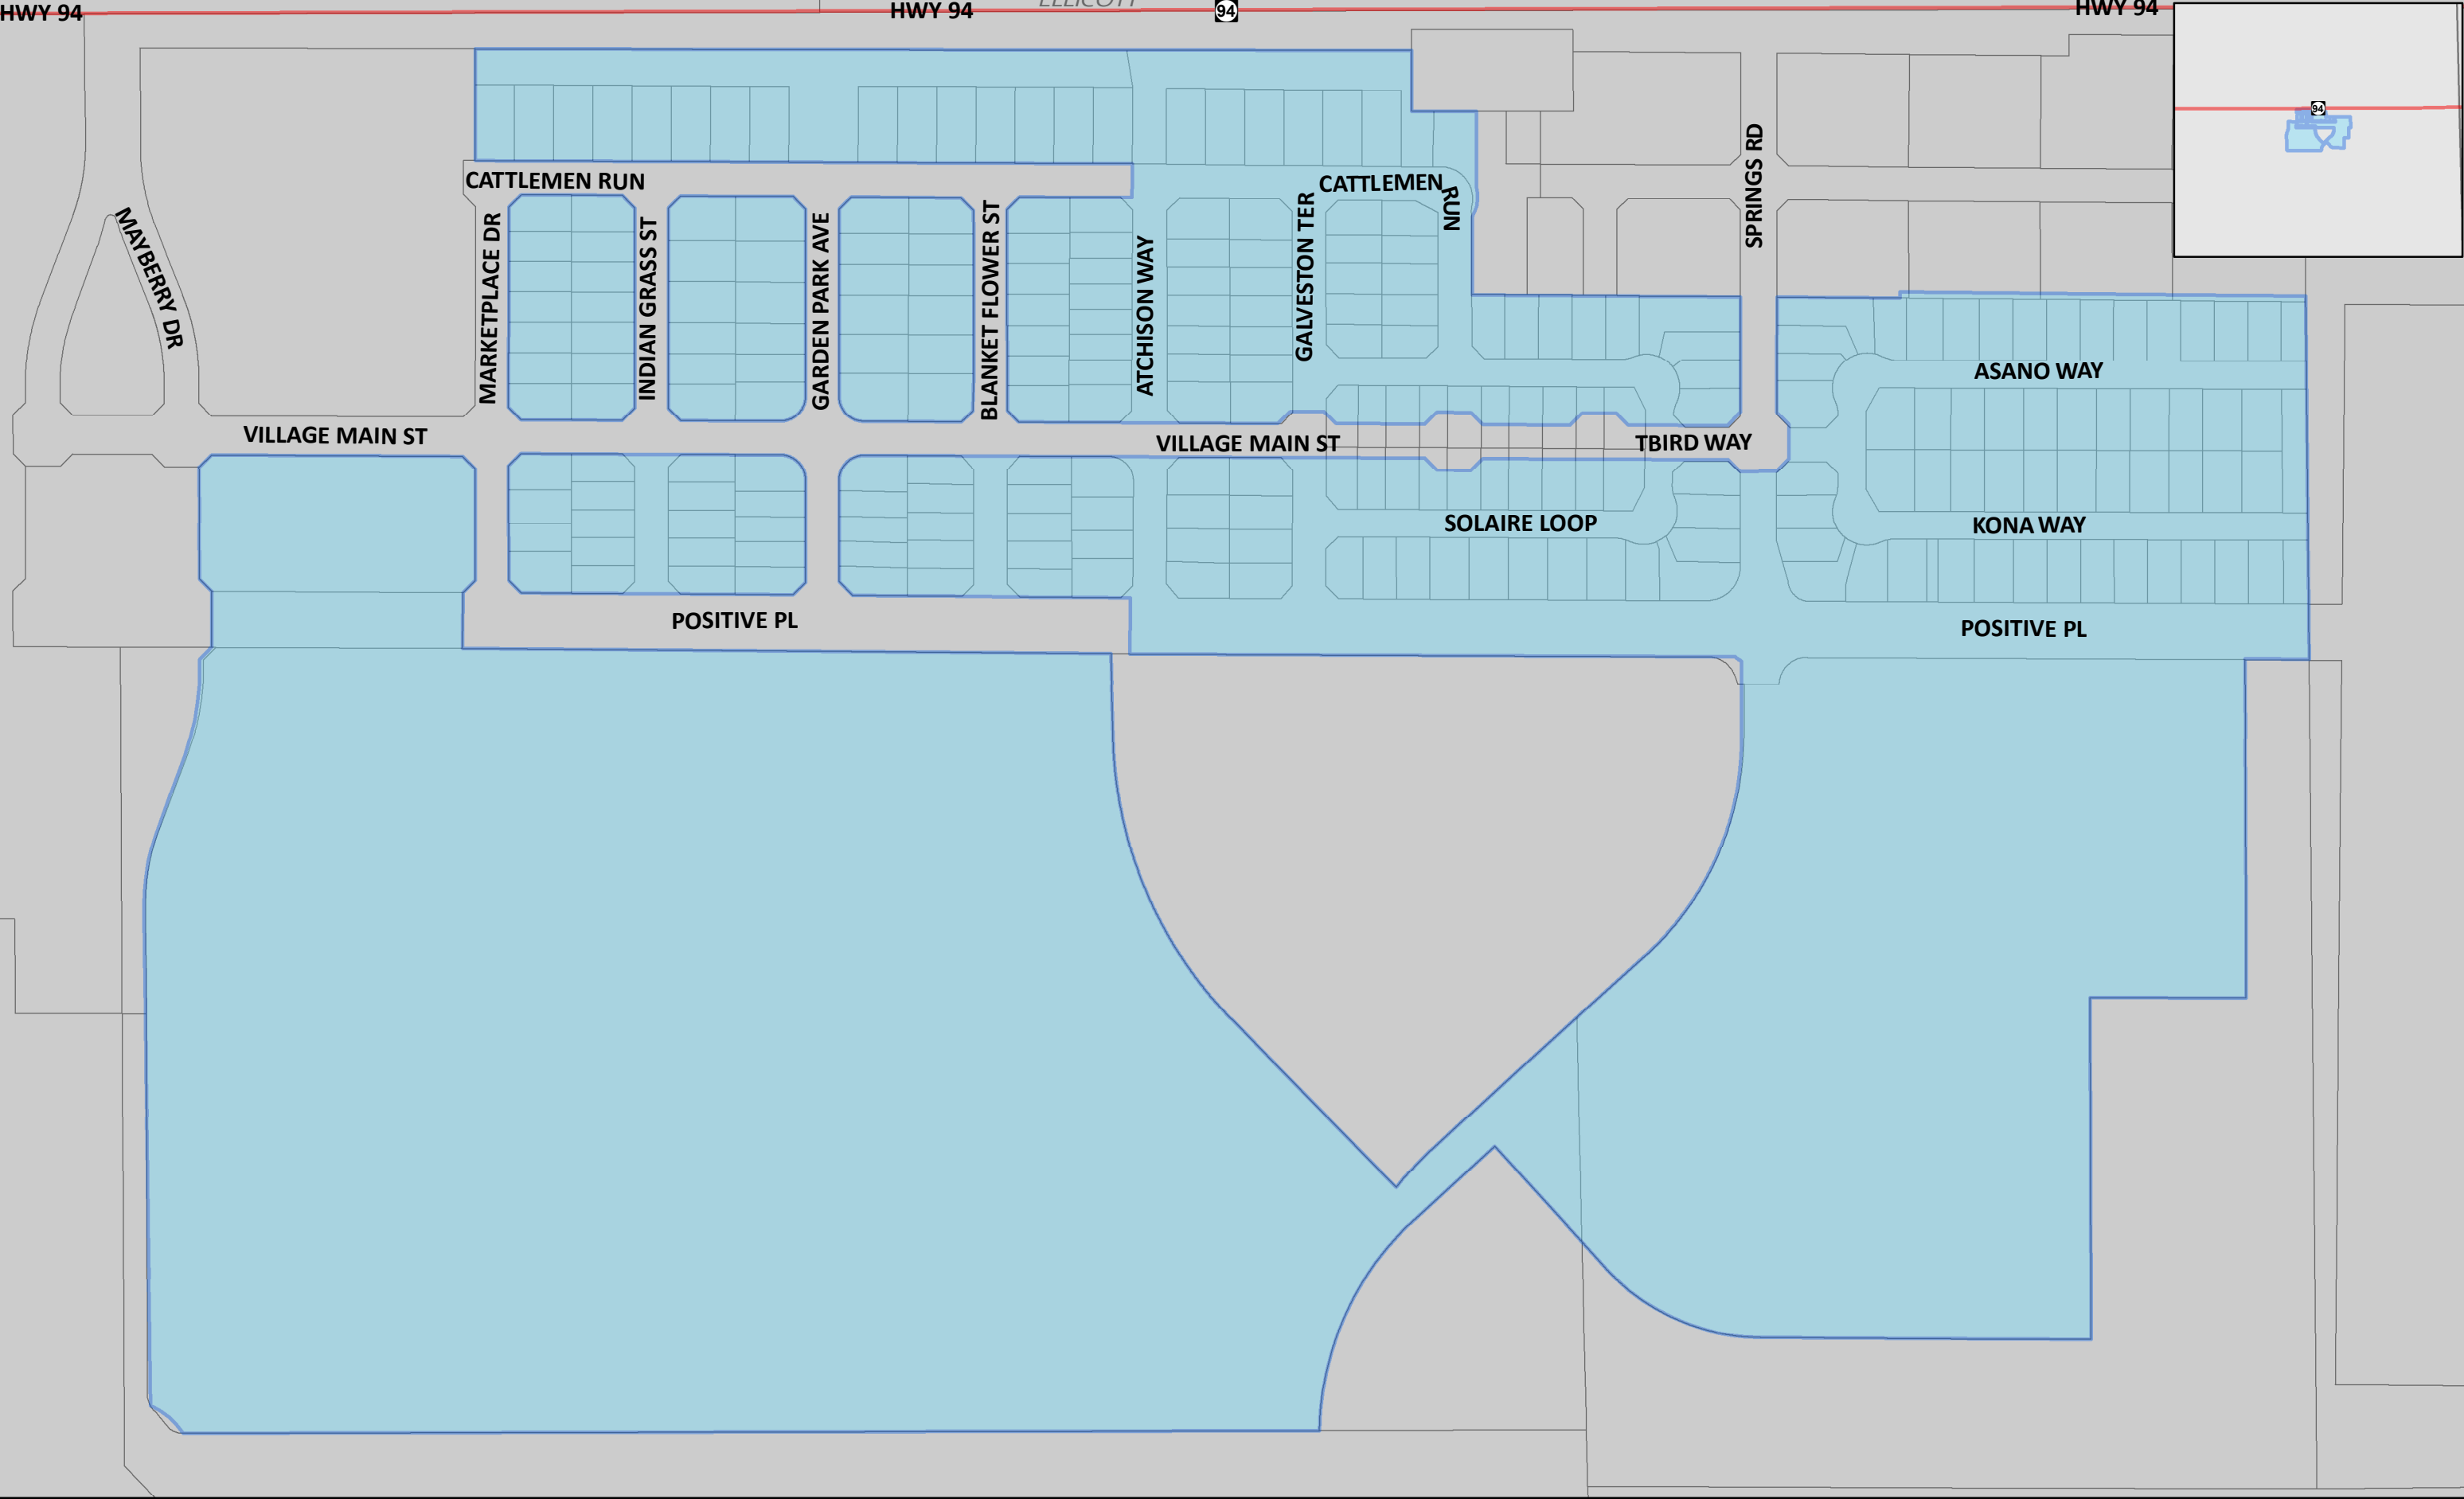 ELLICOTT
HWY 94
HWY 94
94
HWY 94
94
CATTLEMEN RUN
CATTLEMEN
RUN
SPRINGS RD
MAYBERRY DR
MARKETPLACE DR
INDIAN GRASS ST
GARDEN PARK AVE
BLANKET FLOWER ST
ATCHISON WAY
GALVESTON TER
ASANO WAY
VILLAGE MAIN ST
VILLAGE MAIN ST
TBIRD WAY
SOLAIRE LOOP
KONA WAY
POSITIVE PL
POSITIVE PL